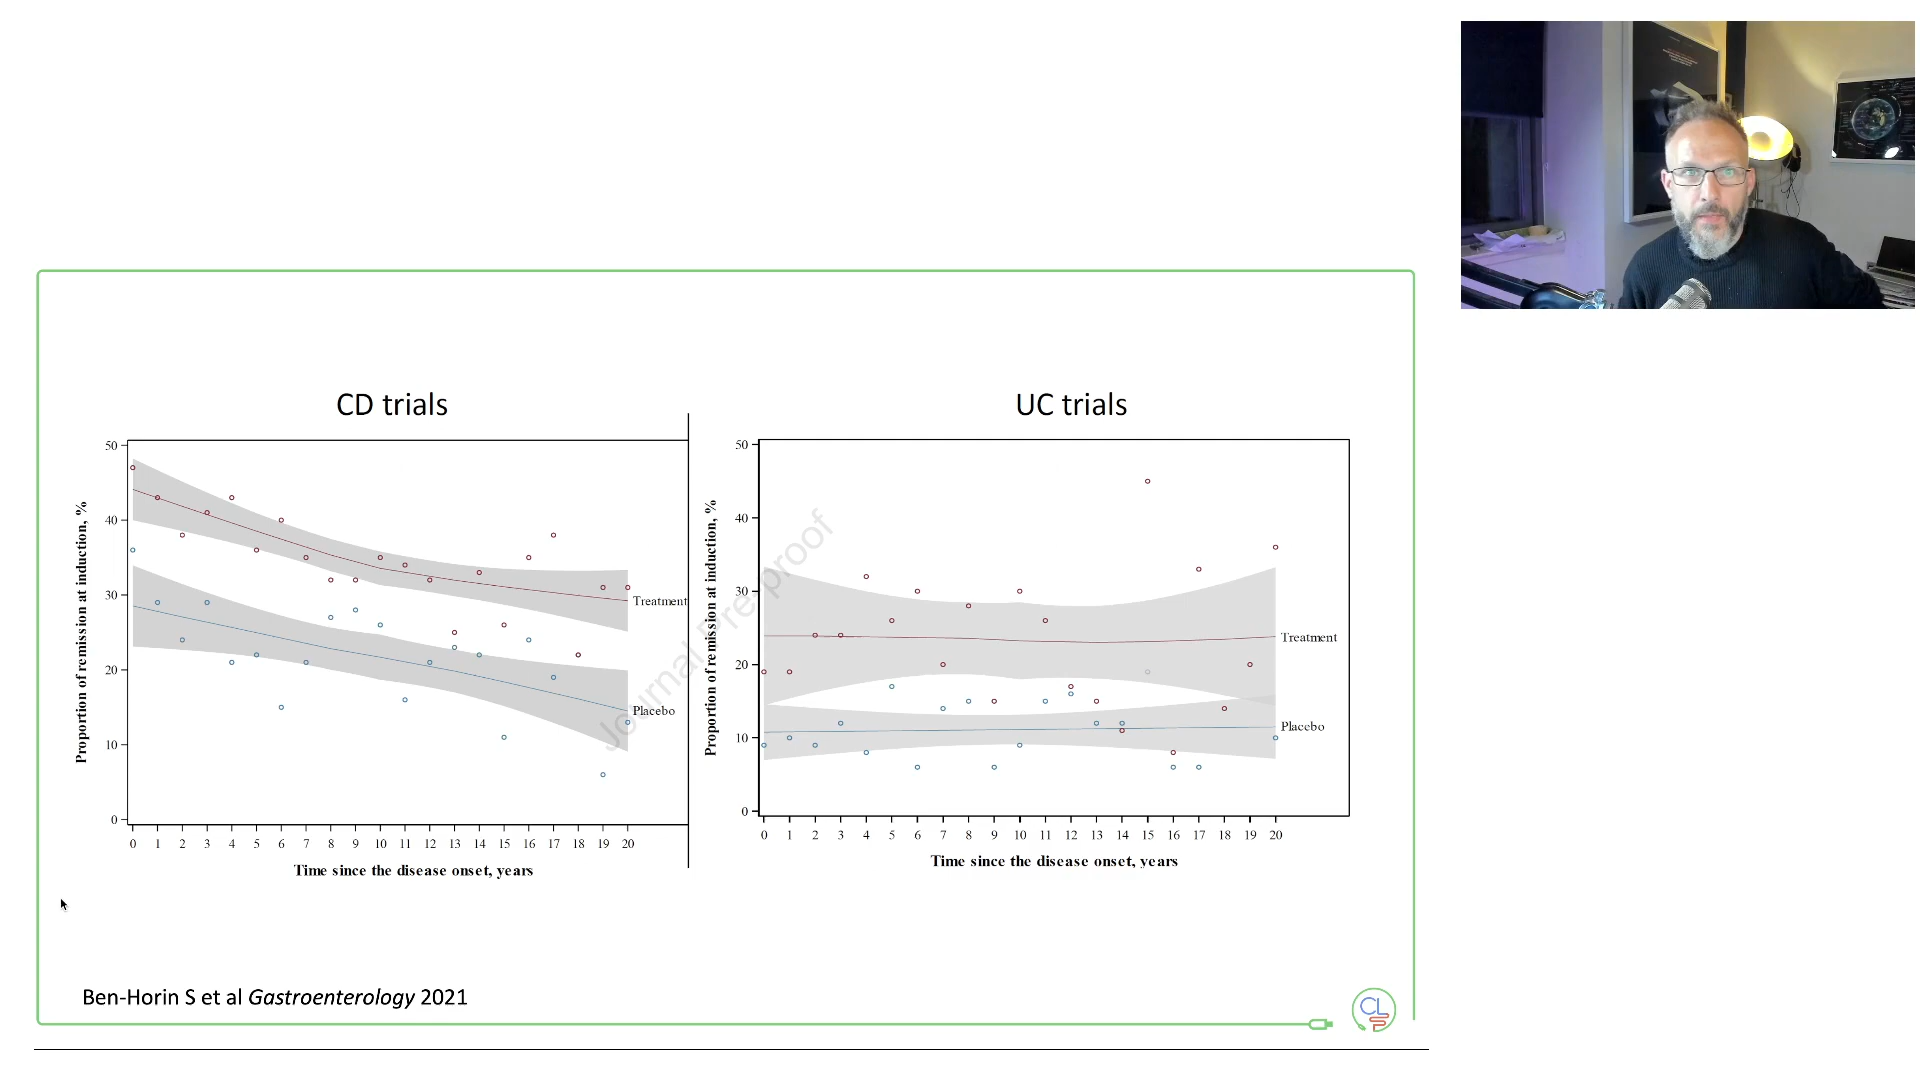 CD trials
50
40
30
20
10
0
Proportion of remission at induction, %
Treatment
Placebo
0 1 2 3 4 5 6 7 8 9 10 11 12 13 14 15 16 17 18 19 20
Time since the disease onset, years
UC trials
50
40
30
20
10
0
Proportion of remission at induction, %
Treatment
Placebo
0 1 2 3 4 5 6 7 8 9 10 11 12 13 14 15 16 17 18 19 20
Time since the disease onset, years
Journal Pre-proof
Ben-Horin S et al Gastroenterology 2021
CL